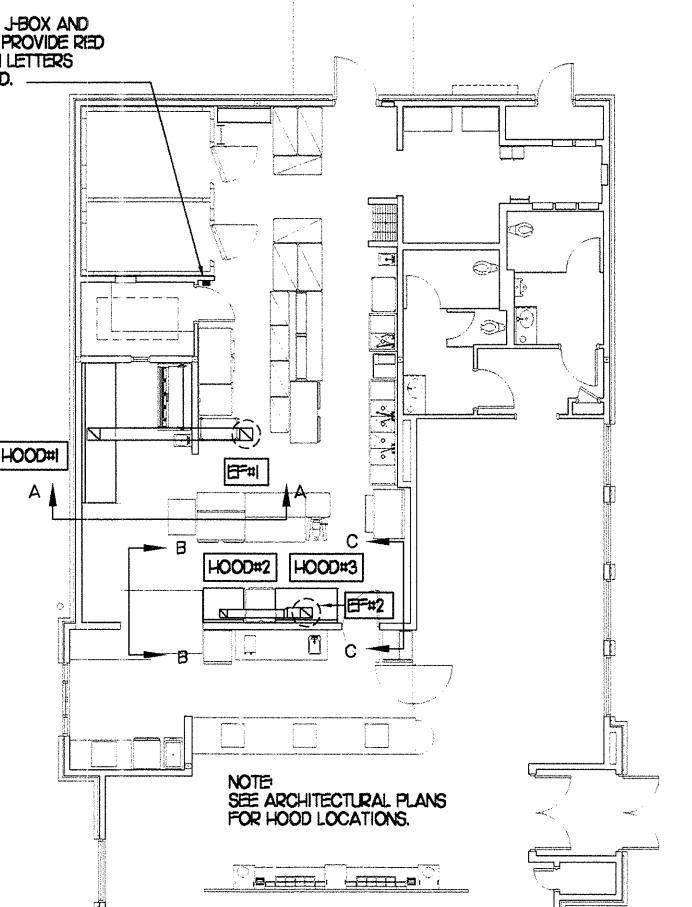 J-BOX AND
PROVIDE RED
LETTERS
D.
HOOD#1
EF#1
A
A
B
C
HOOD#2
HOOD#3
EF#2
B
C
NOTE:
SEE ARCHITECTURAL PLANS
FOR HOOD LOCATIONS.